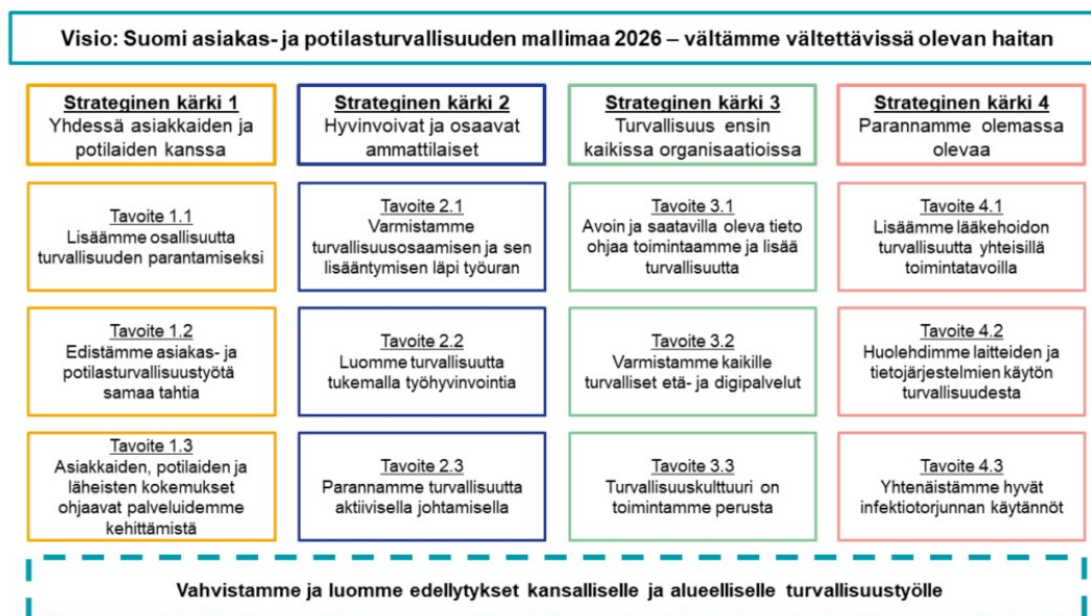 Visio: Suomi asiakas- ja potilasturvallisuuden mallimaa 2026 – vältämme vältettävissä olevan haitan
Strateginen kärki 1
Yhdessä asiakkaiden ja
potilaiden kanssa
Tavoite 1.1
Lisäämme osallisuutta
turvallisuuden parantamiseksi
Tavoite 1.2
Edistämme asiakas- ja
potilasturvallisuustyötä
samaa tahtia
Tavoite 1.3
Asiakkaiden, potilaiden ja
läheisten kokemukset
ohjaavat palveluidemme
kehittämistä
Strateginen kärki 2
Hyvinvoivat ja osaavat
ammattilaiset
Tavoite 2.1
Varmistamme
turvallisuusosaamisen ja sen
lisääntymisen läpi työuran
Tavoite 2.2
Luomme turvallisuutta
tukemalla työhyvinvointia
Tavoite 2.3
Parannamme turvallisuutta
aktiivisella johtamisella
Strateginen kärki 3
Turvallisuus ensin
kaikissa organisaatioissa
Tavoite 3.1
Avoin ja saatavilla oleva tieto
ohjaa toimintaamme ja lisää
turvallisuutta
Tavoite 3.2
Varmistamme kaikille
turvalliset etä- ja digipalvelut
Tavoite 3.3
Turvallisuuskulttuuri on
toimintamme perusta
Strateginen kärki 4
Parannamme olemassa
olevaa
Tavoite 4.1
Lisäämme lääkehoidon
turvallisuutta yhteisillä
toimintatavoilla
Tavoite 4.2
Huolehdimme laitteiden ja
tietojärjestelmien käytön
turvallisuudesta
Tavoite 4.3
Yhtenäistämme hyvät
infektiotorjunnan käytännöt
Vahvistamme ja luomme edellytykset kansalliselle ja alueelliselle turvallisuustyölle